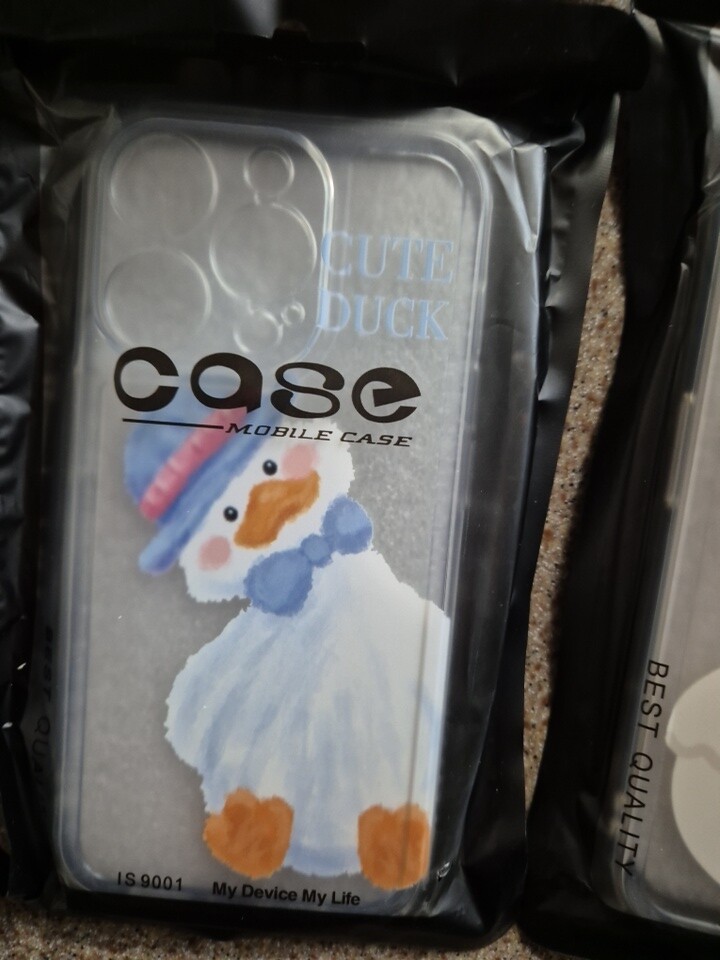 CUTE
DUCK
case
MOBILE CASE
IS 9001 My Device My Life
BEST QUALITY